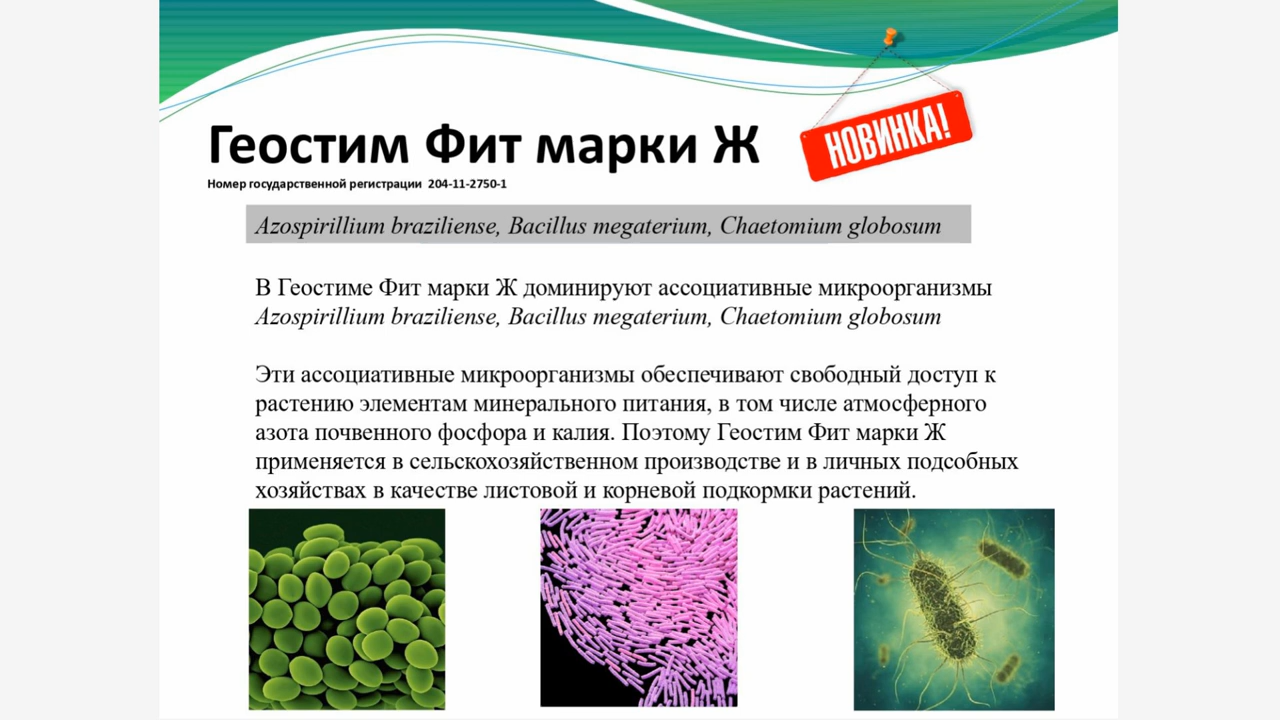 Геостим Фит марки Ж
НОВИНКА!
Номер государственной регистрации 204-11-2750-1
Azospirillium braziliense, Bacillus megaterium, Chaetomium globosum
В Геостиме Фит марки Ж доминируют ассоциативные микроорганизмы
Azospirillium braziliense, Bacillus megaterium, Chaetomium globosum
Эти ассоциативные микроорганизмы обеспечивают свободный доступ к
растению элементам минерального питания, в том числе атмосферного
азота почвенного фосфора и калия. Поэтому Геостим Фит марки Ж
применяется в сельскохозяйственном производстве и в личных подсобных
хозяйствах в качестве листовой и корневой подкормки растений.